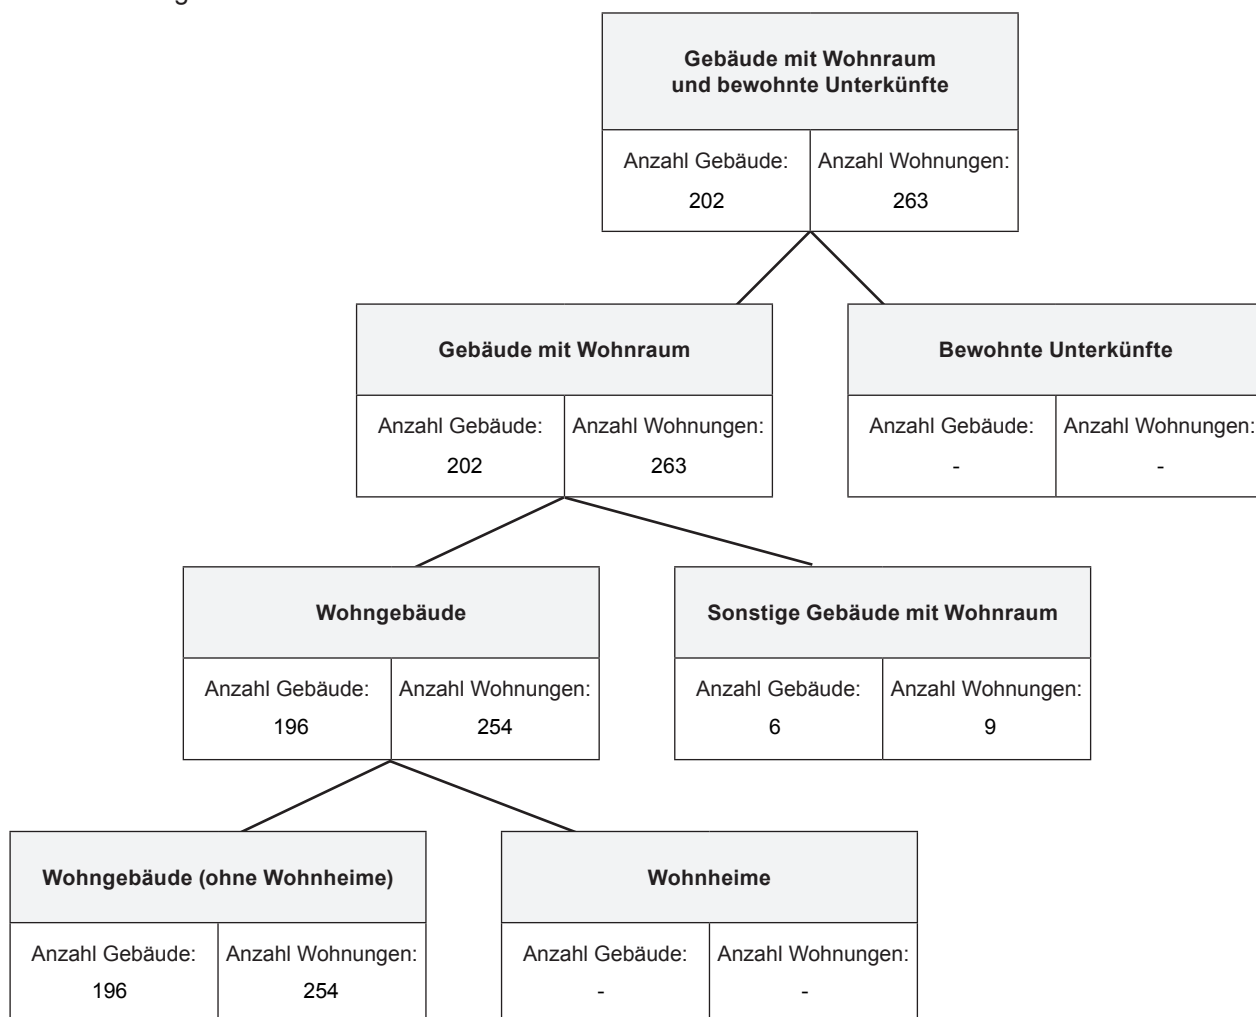 Gebäude mit Wohnraum
und bewohnte Unterkünfte
Anzahl Gebäude: Anzahl Wohnungen:
202 263
Gebäude mit Wohnraum
Anzahl Gebäude: Anzahl Wohnungen:
202 263
Bewohnte Unterkünfte
Anzahl Gebäude: Anzahl Wohnungen:
- -
Wohngebäude
Anzahl Gebäude: Anzahl Wohnungen:
196 254
Sonstige Gebäude mit Wohnraum
Anzahl Gebäude: Anzahl Wohnungen:
6 9
Wohngebäude (ohne Wohnheime)
Anzahl Gebäude: Anzahl Wohnungen:
196 254
Wohnheime
Anzahl Gebäude: Anzahl Wohnungen:
- -